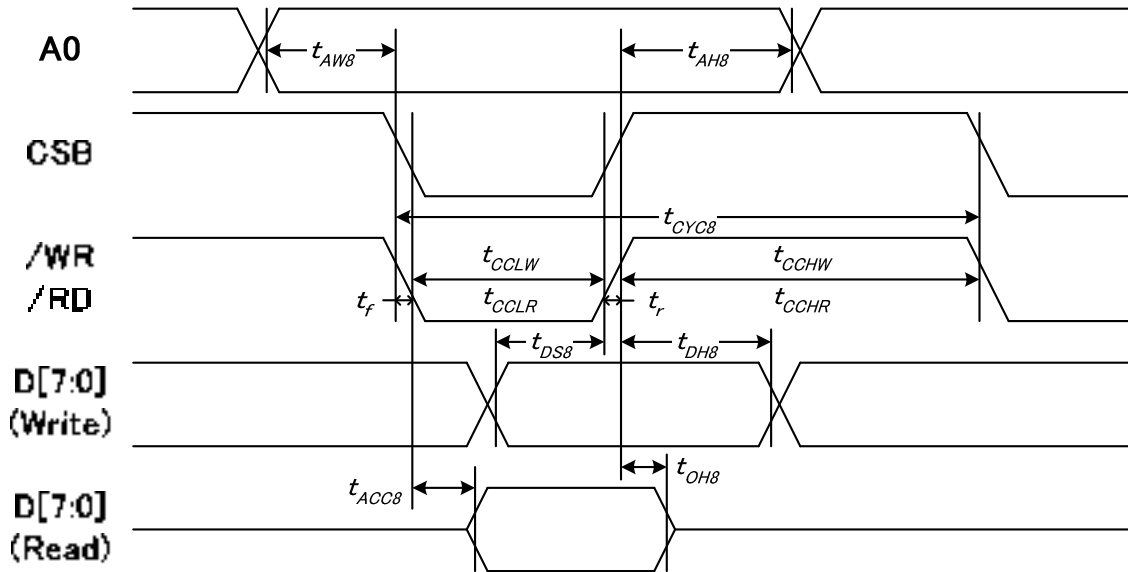 A0
t_AW8
t_AH8
CSB
t_CYC8
/WR
/RD
t_CCLW
t_CCHW
t_f
t_CCLR
t_r
t_CCHR
t_DS8
t_DH8
D[7:0]
(Write)
t_OH8
t_ACC8
D[7:0]
(Read)